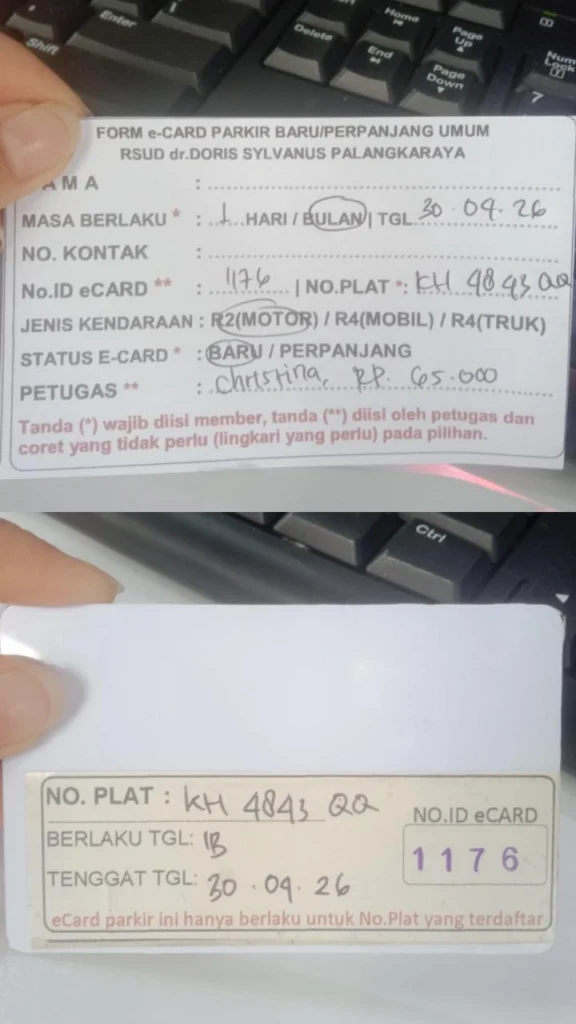 Enter
Shift
Delete
Home
End
Page Up
Page Down
Num Lock
7
FORM e-CARD PARKIR BARU/PERPANJANG UMUM
RSUD dr.DORIS SYLVANUS PALANGKARAYA
AMA :
MASA BERLAKU * : 1 HARI / BULAN | TGL 30.04.26
NO. KONTAK :
No.ID eCARD ** : 1176 | NO.PLAT *: KH 4843 QQ
JENIS KENDARAAN : R2(MOTOR) / R4(MOBIL) / R4(TRUK)
STATUS E-CARD * : BARU / PERPANJANG
PETUGAS ** : Christina, RP. 65.000
Tanda (*) wajib diisi member, tanda (**) diisi oleh petugas dan
coret yang tidak perlu (lingkari yang perlu) pada pilihan.
Ctrl
NO. PLAT : KH 4843 QQ
NO.ID eCARD
BERLAKU TGL: 1B
1176
TENGGAT TGL: 30.04.26
eCard parkir ini hanya berlaku untuk No.Plat yang terdaftar